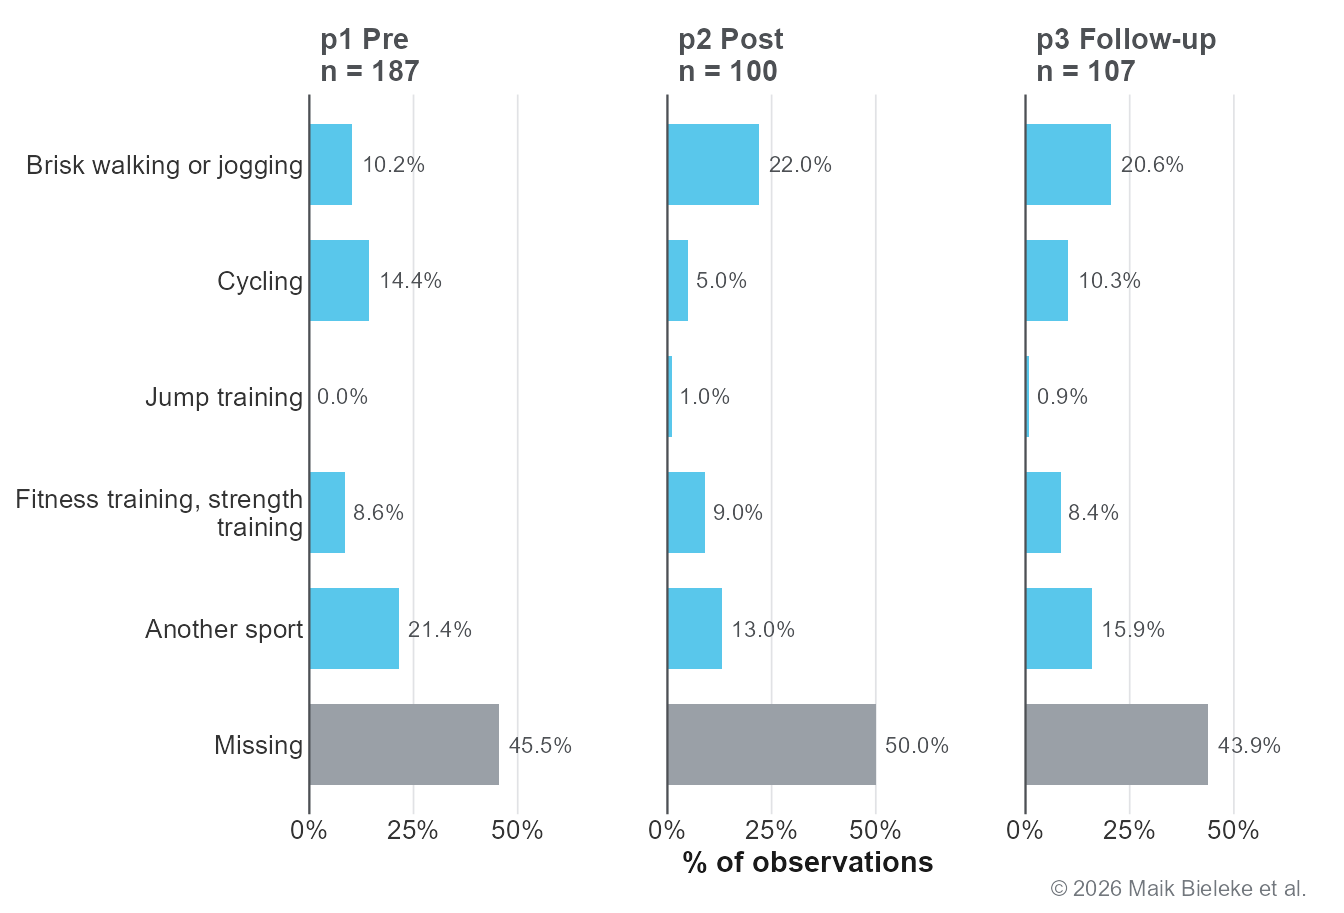 p1 Pre
n = 187
p2 Post
n = 100
p3 Follow-up
n = 107
Brisk walking or jogging
10.2%
22.0%
20.6%
Cycling
14.4%
5.0%
10.3%
Jump training
0.0%
1.0%
0.9%
Fitness training, strength
training
8.6%
9.0%
8.4%
Another sport
21.4%
13.0%
15.9%
Missing
45.5%
50.0%
43.9%
0%
25%
50%
0%
25%
50%
0%
25%
50%
% of observations
© 2026 Maik Bieleke et al.